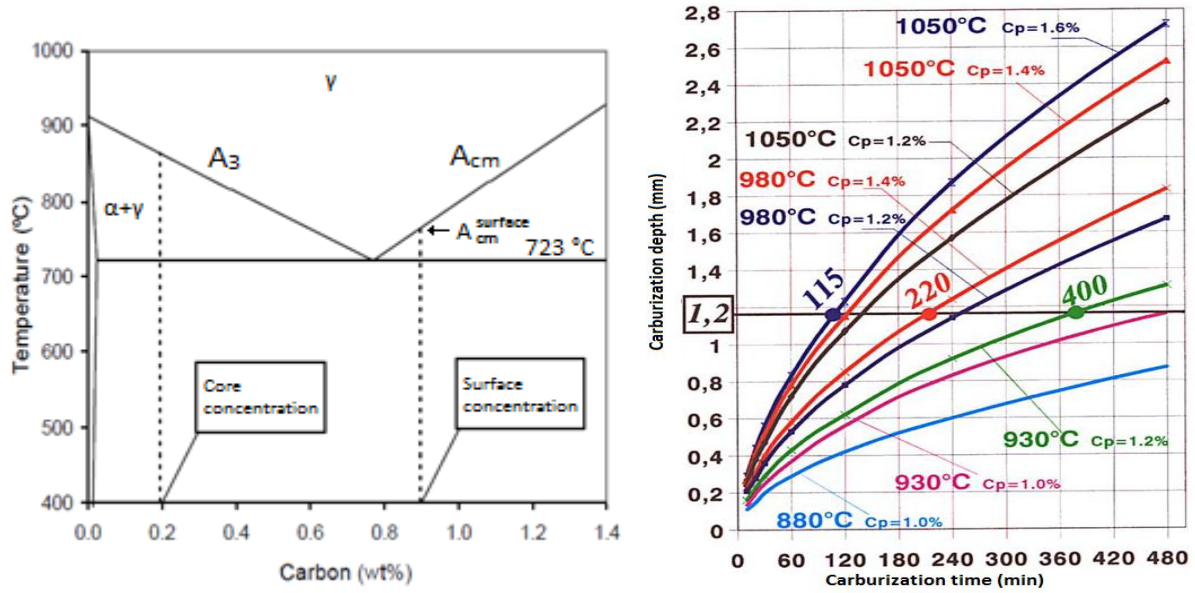 1000
900
800
700
600
500
400
Temperature (ºC)
γ
A3
Acm
α+γ
A cm surface
723 °C
Core
concentration
Surface
concentration
0.0 0.2 0.4 0.6 0.8 1.0 1.2 1.4
Carbon (wt%)
2,8
2,6
2,4
2,2
2
1,8
1,6
1,4
1,2
1
0,8
0,6
0,4
0,2
0
Carburization depth (mm)
1050°C Cp=1.6%
1050°C Cp=1.4%
1050°C Cp=1.2%
980°C Cp=1.4%
980°C Cp=1.2%
115
220
400
930°C Cp=1.2%
930°C Cp=1.0%
880°C Cp=1.0%
0 60 120 180 240 300 360 420 480
Carburization time (min)